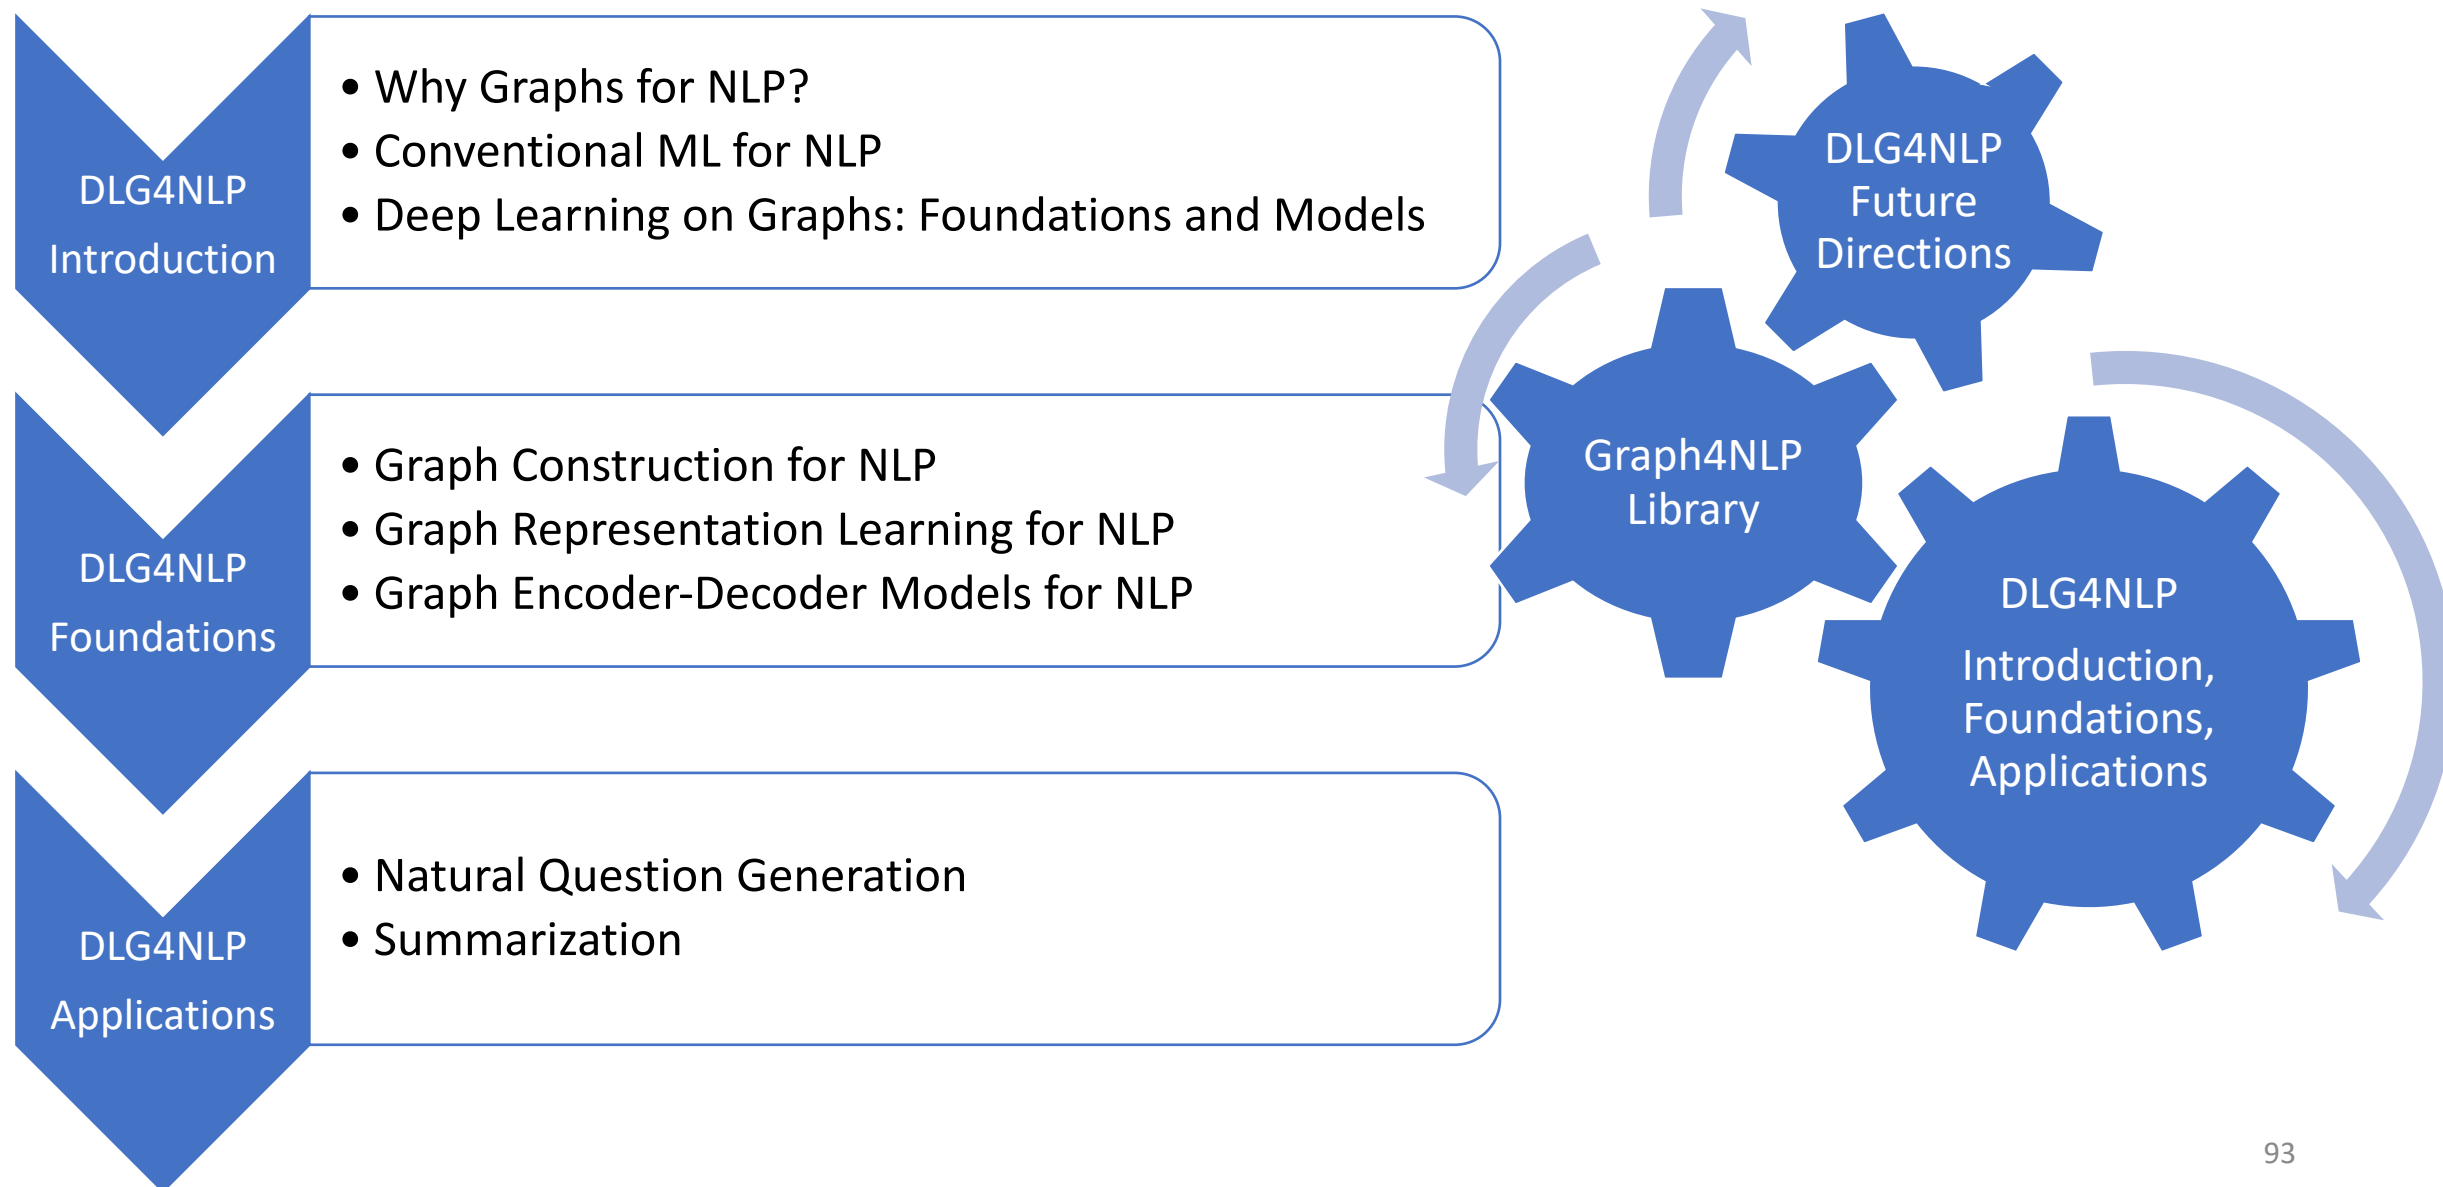 DLG4NLP
Introduction
• Why Graphs for NLP?
• Conventional ML for NLP
• Deep Learning on Graphs: Foundations and Models
DLG4NLP
Foundations
• Graph Construction for NLP
• Graph Representation Learning for NLP
• Graph Encoder-Decoder Models for NLP
DLG4NLP
Applications
• Natural Question Generation
• Summarization
DLG4NLP
Future
Directions
Graph4NLP
Library
DLG4NLP
Introduction,
Foundations,
Applications
93